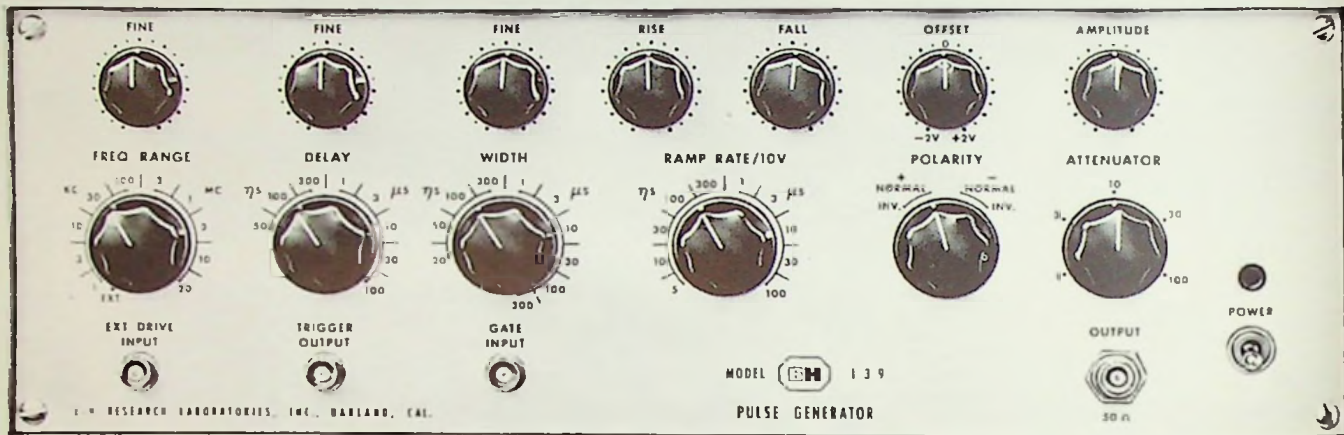 FINE FINE FINE RISE FALL OFFSET AMPLITUDE
0
-2V +2V
FREQ RANGE DELAY WIDTH RAMP RATE/10V POLARITY ATTENUATOR
KC 30 100 3 MC 1 3 10 20 10 3 1 EXT
ηs 50 100 300 1 3 μs 10 30 100
ηs 20 50 100 300 1 3 μs 10 30 100 300
ηs 5 10 30 100 300 1 3 μs 10 30 100
+ NORMAL INV. - NORMAL INV.
3 10 30 100
EXT DRIVE INPUT
TRIGGER OUTPUT
GATE INPUT
OUTPUT
50 Ω
POWER
MODEL EH 139
PULSE GENERATOR
RESEARCH LABORATORIES, INC., OAKLAND, CAL.